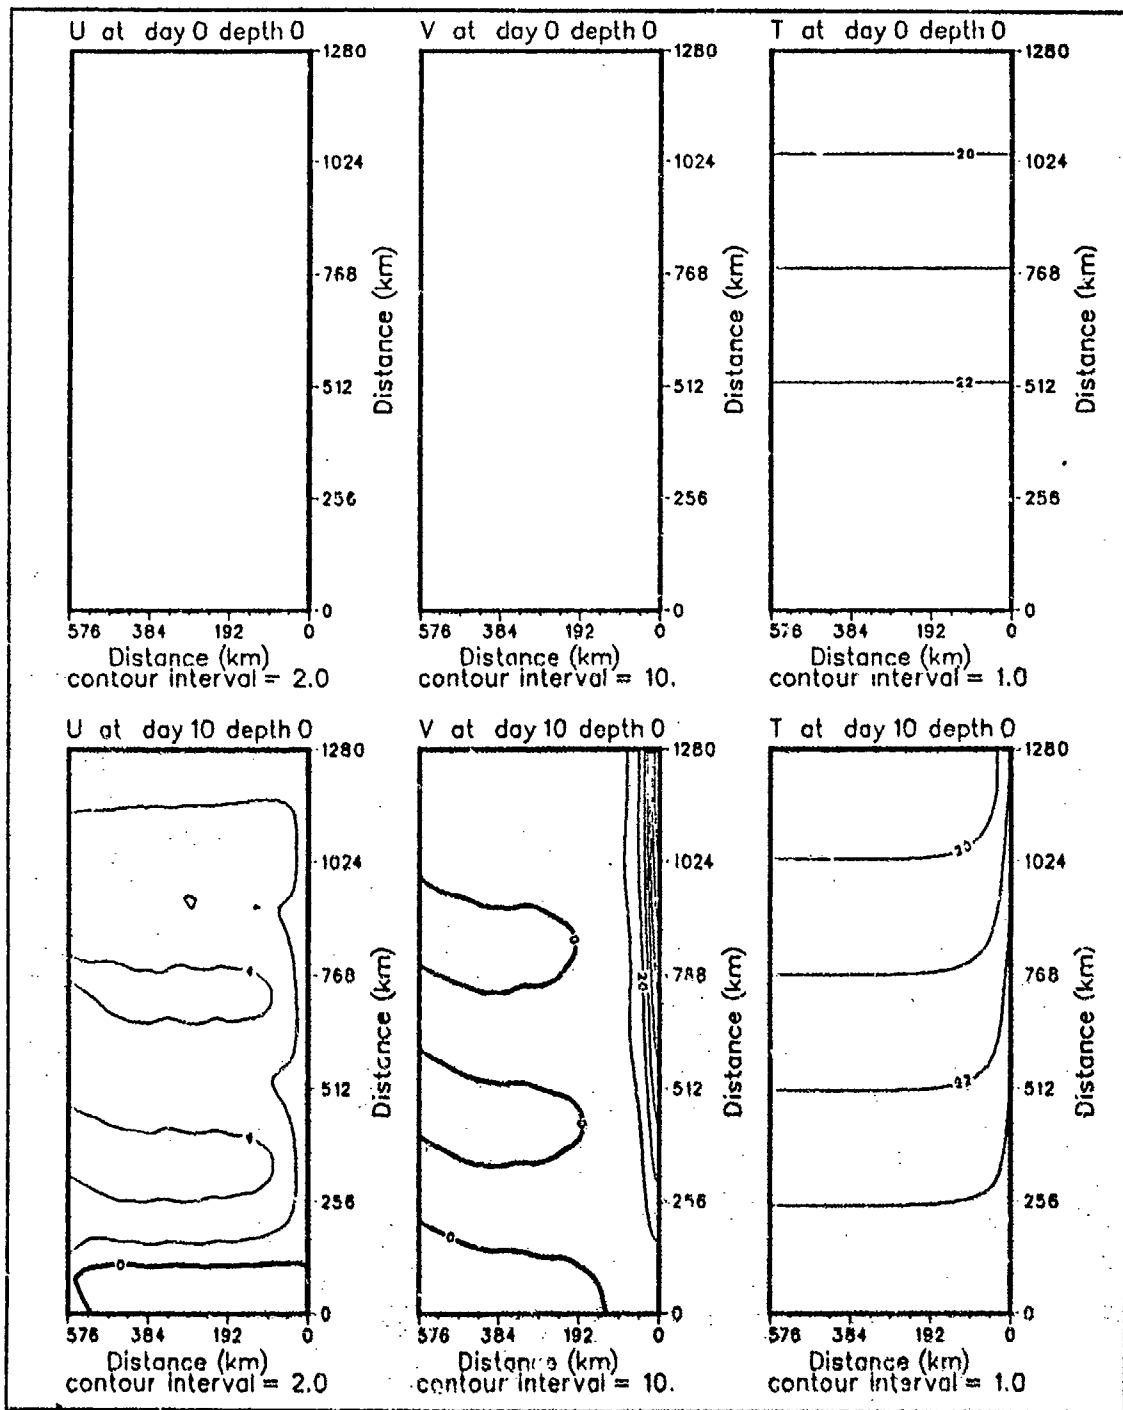 U at day 0 depth 0
V at day 0 depth 0
T at day 0 depth 0
1280
1024
768
512
256
0
Distance (km)
576 384 192 0
Distance (km)
contour interval = 2.0
1280
1024
768
512
256
0
Distance (km)
576 384 192 0
Distance (km)
contour interval = 10.
20
22
1280
1024
768
512
256
0
Distance (km)
576 384 192 0
Distance (km)
contour interval = 1.0
U at day 10 depth 0
V at day 10 depth 0
T at day 10 depth 0
4
4
0
1280
1024
768
512
256
0
Distance (km)
576 384 192 0
Distance (km)
contour interval = 2.0
0
20
0
0
1280
1024
788
512
256
0
Distance (km)
576 384 192 0
Distance (km)
contour interval = 10.
20
22
1280
1024
768
512
256
0
Distance (km)
576 384 192 0
Distance (km)
contour interval = 1.0